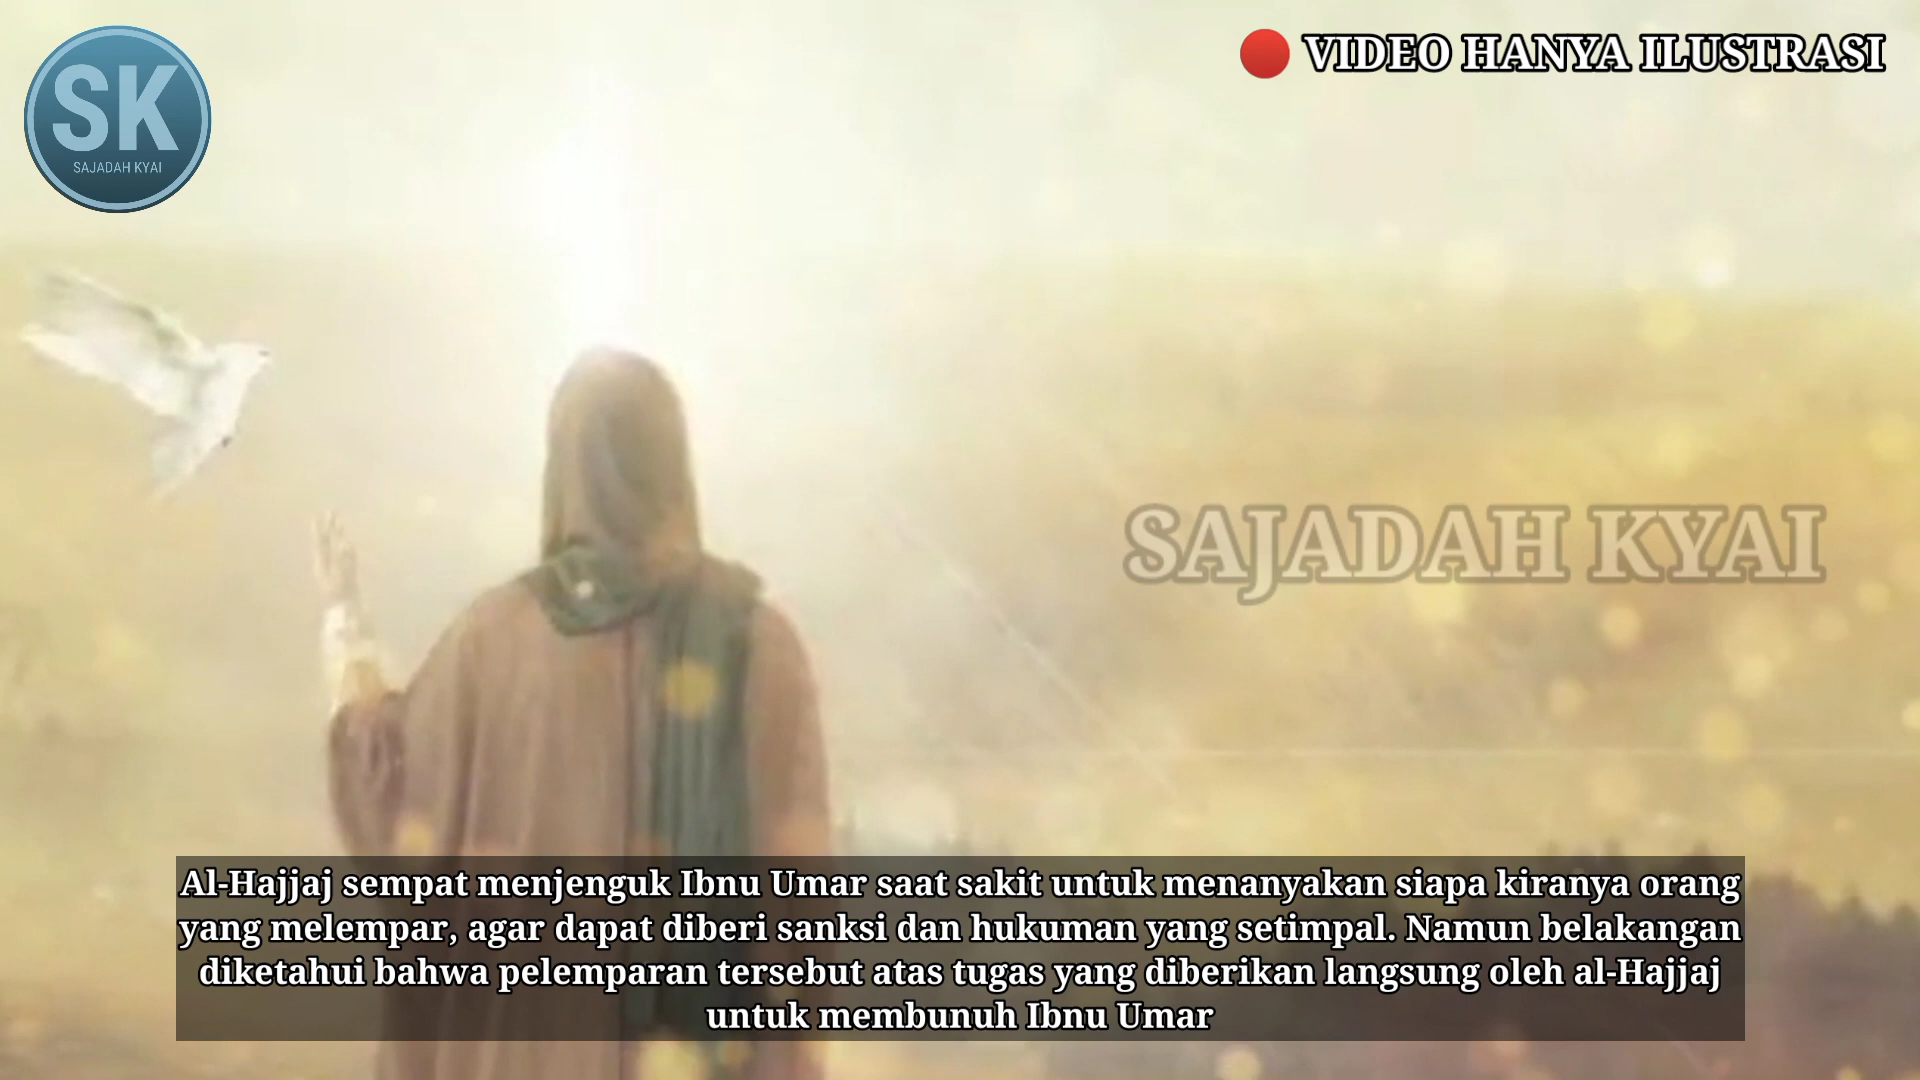 SK
SAJADAH KYAI
VIDEO HANYA ILUSTRASI
SAJADAH KYAI
Al-Hajjaj sempat menjenguk Ibnu Umar saat sakit untuk menanyakan siapa kiranya orang
yang melempar, agar dapat diberi sanksi dan hukuman yang setimpal. Namun belakangan
diketahui bahwa pelemparan tersebut atas tugas yang diberikan langsung oleh al-Hajjaj
untuk membunuh Ibnu Umar